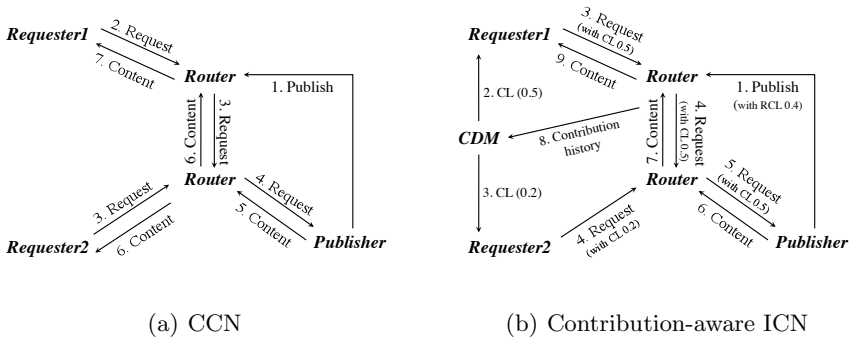 Requester1
2. Request
7. Content
Router
1. Publish
6. Content
3. Request
Router
3. Request
6. Content
4. Request
5. Content
Requester2
Publisher
(a) CCN
Requester1
3. Request
(with CL 0.5)
9. Content
Router
2. CL (0.5)
1. Publish
(with RCL 0.4)
CDM
8. Contribution
history
7. Content
4. Request
(with CL 0.5)
Router
3. CL (0.2)
5. Request
(with CL 0.5)
6. Content
4. Request
(with CL 0.2)
Requester2
Publisher
(b) Contribution-aware ICN